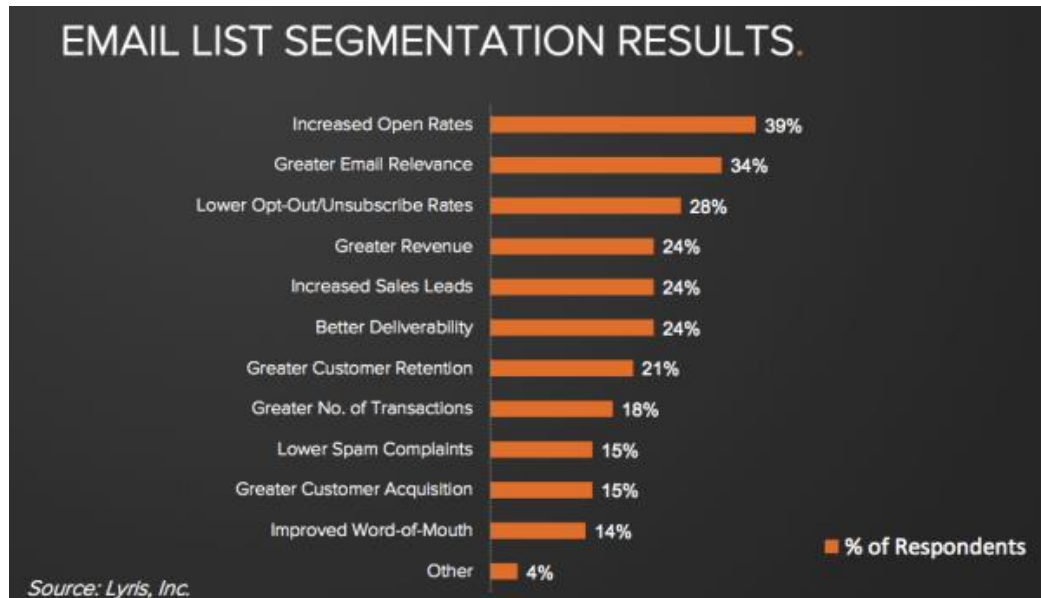 EMAIL LIST SEGMENTATION RESULTS.
Increased Open Rates 39%
Greater Email Relevance 34%
Lower Opt-Out/Unsubscribe Rates 28%
Greater Revenue 24%
Increased Sales Leads 24%
Better Deliverability 24%
Greater Customer Retention 21%
Greater No. of Transactions 18%
Lower Spam Complaints 15%
Greater Customer Acquisition 15%
Improved Word-of-Mouth 14%
Other 4%
% of Respondents
Source: Lyris, Inc.